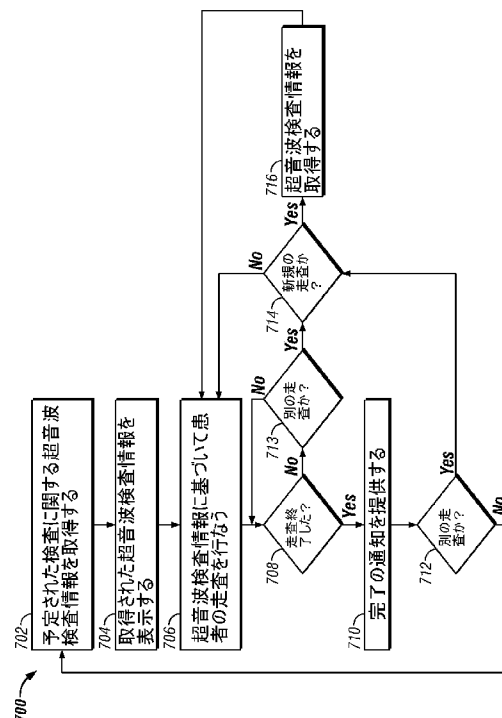 700
702
予定された検査に関する超音波
検査情報を取得する
704
取得された超音波検査情報を
表示する
706
超音波検査情報に基づいて患
者の走査を行なう
708
走査終
了した?
No
Yes
713
別の走
査か?
No
Yes
714
新規の
走査か
?
No
Yes
716
超音波検査情報を
取得する
710
完了の通知を提供する
712
別の走
査か?
Yes
No